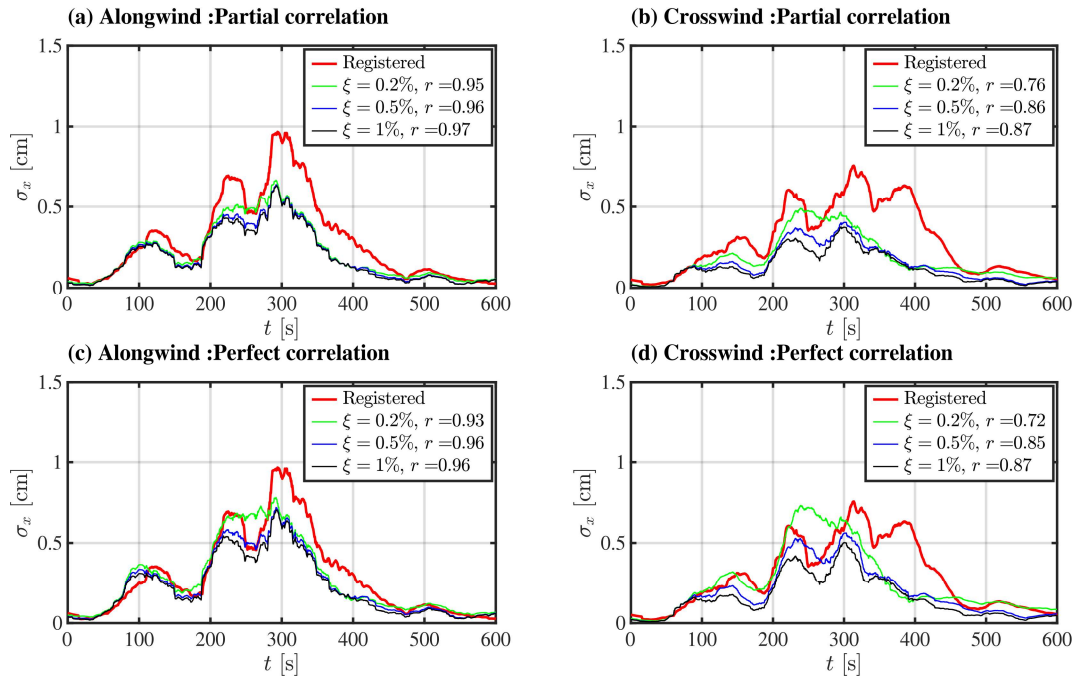 (a) Alongwind :Partial correlation
1.5
1
0.5
0
σx [cm]
0 100 200 300 400 500 600
t [s]
Registered
ξ = 0.2%, r =0.95
ξ = 0.5%, r =0.96
ξ = 1%, r =0.97
(b) Crosswind :Partial correlation
1.5
1
0.5
0
σx [cm]
0 100 200 300 400 500 600
t [s]
Registered
ξ = 0.2%, r =0.76
ξ = 0.5%, r =0.86
ξ = 1%, r =0.87
(c) Alongwind :Perfect correlation
1.5
1
0.5
0
σx [cm]
0 100 200 300 400 500 600
t [s]
Registered
ξ = 0.2%, r =0.93
ξ = 0.5%, r =0.96
ξ = 1%, r =0.96
(d) Crosswind :Perfect correlation
1.5
1
0.5
0
σx [cm]
0 100 200 300 400 500 600
t [s]
Registered
ξ = 0.2%, r =0.72
ξ = 0.5%, r =0.85
ξ = 1%, r =0.87